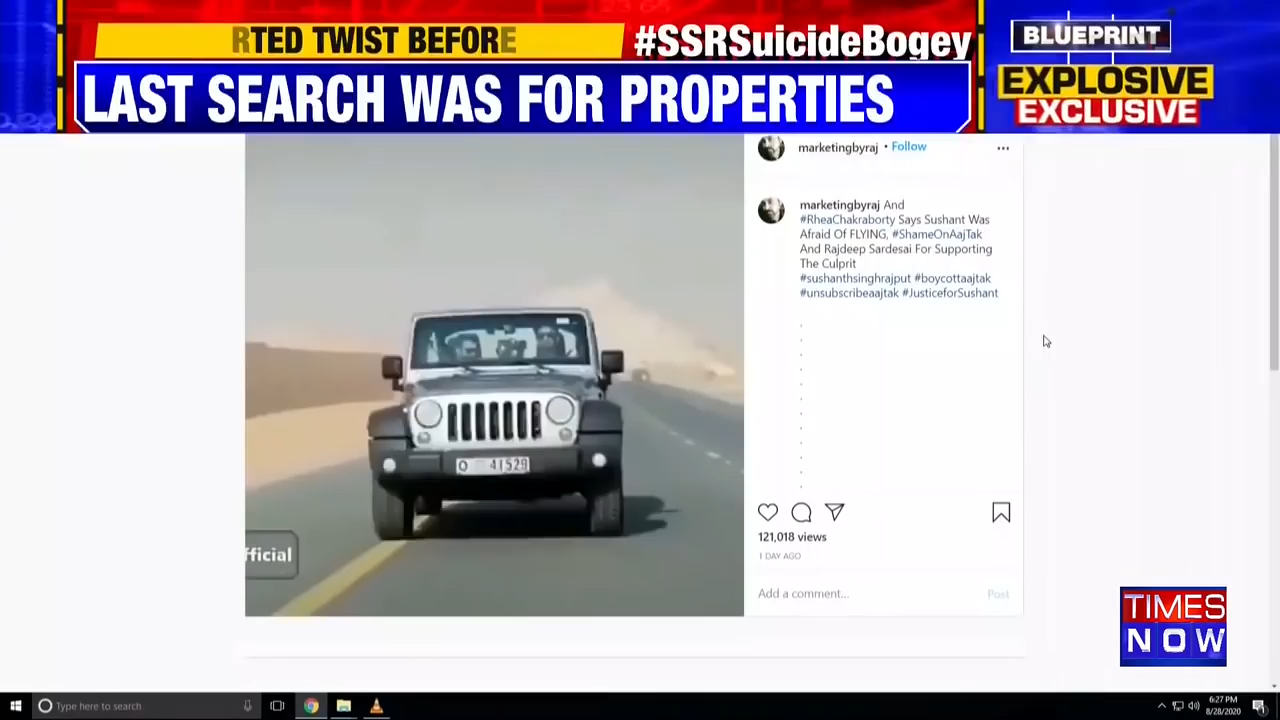 RTED TWIST BEFORE
#SSRSuicideBogey
LAST SEARCH WAS FOR PROPERTIES
BLUEPRINT
EXPLOSIVE
EXCLUSIVE
marketingbyraj • Follow
marketingbyraj And
#RheaChakraborty Says Sushant Was
Afraid Of FLYING, #ShameOnAajTak
And Rajdeep Sardesai For Supporting
The Culprit
#sushanthsinghrajput #boycottaajtak
#unsubscribeaajtak #JusticeforSushant
.
.
.
.
.
.
.
.
.
.
.
.
41529
fficial
121,018 views
1 DAY AGO
Add a comment...
Post
TIMES
NOW
Type here to search
6:27 PM
8/28/2020